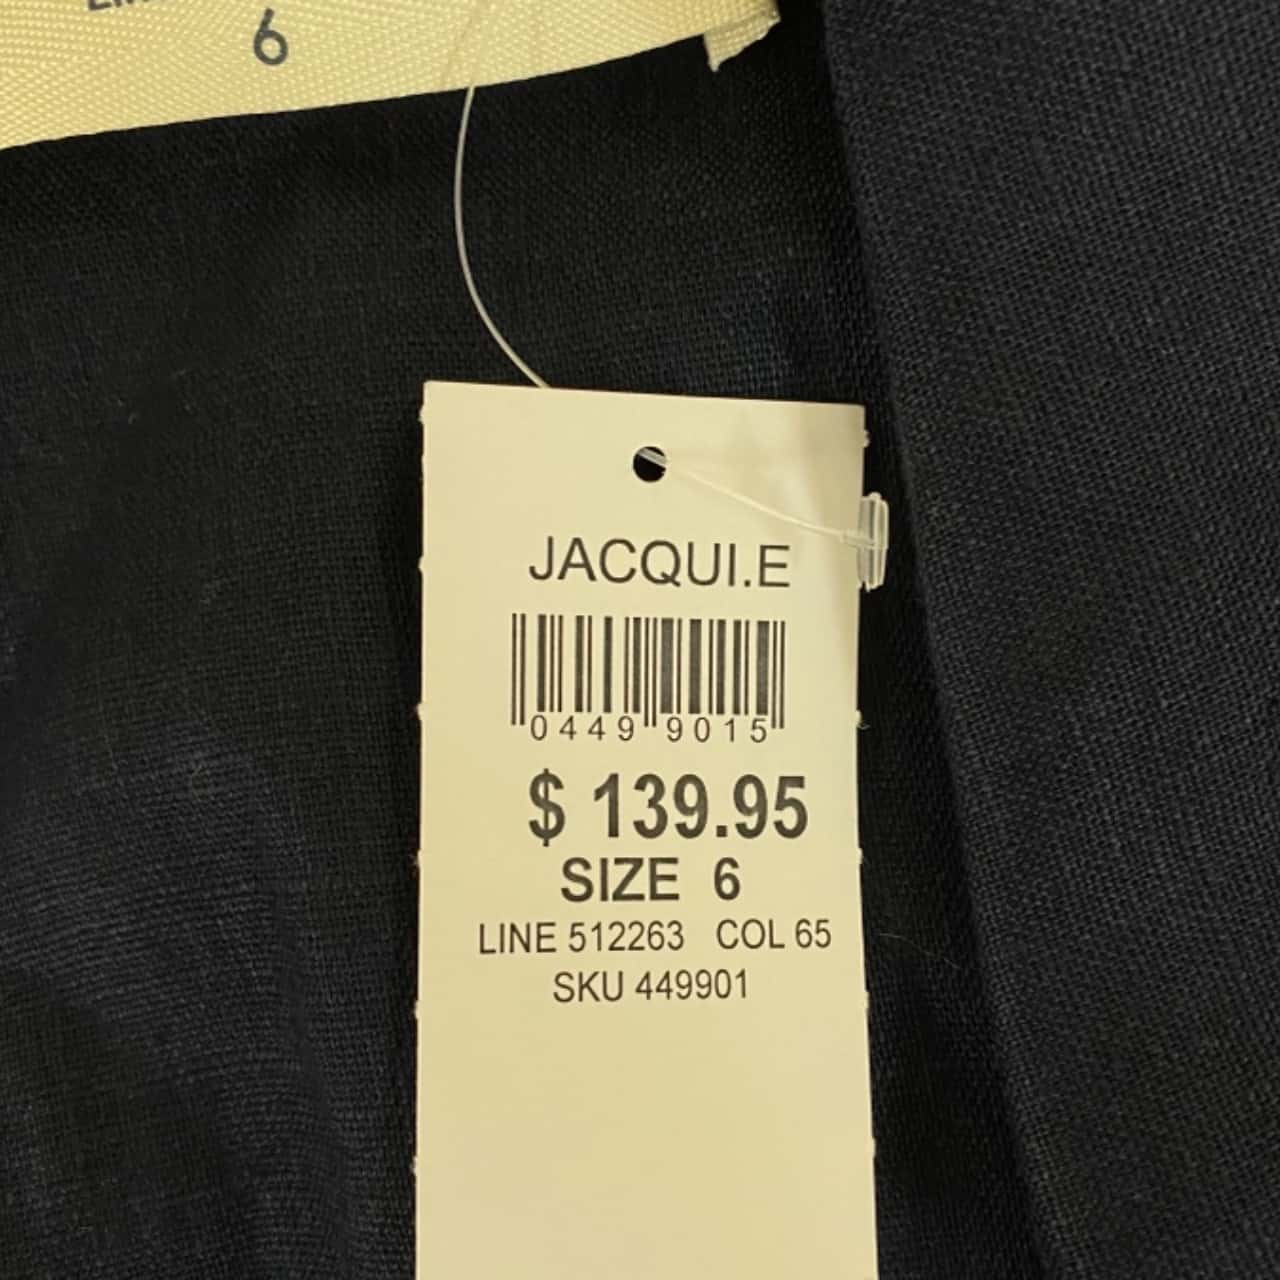 6
JACQUI.E
0449 9015
$ 139.95
SIZE 6
LINE 512263 COL 65
SKU 449901